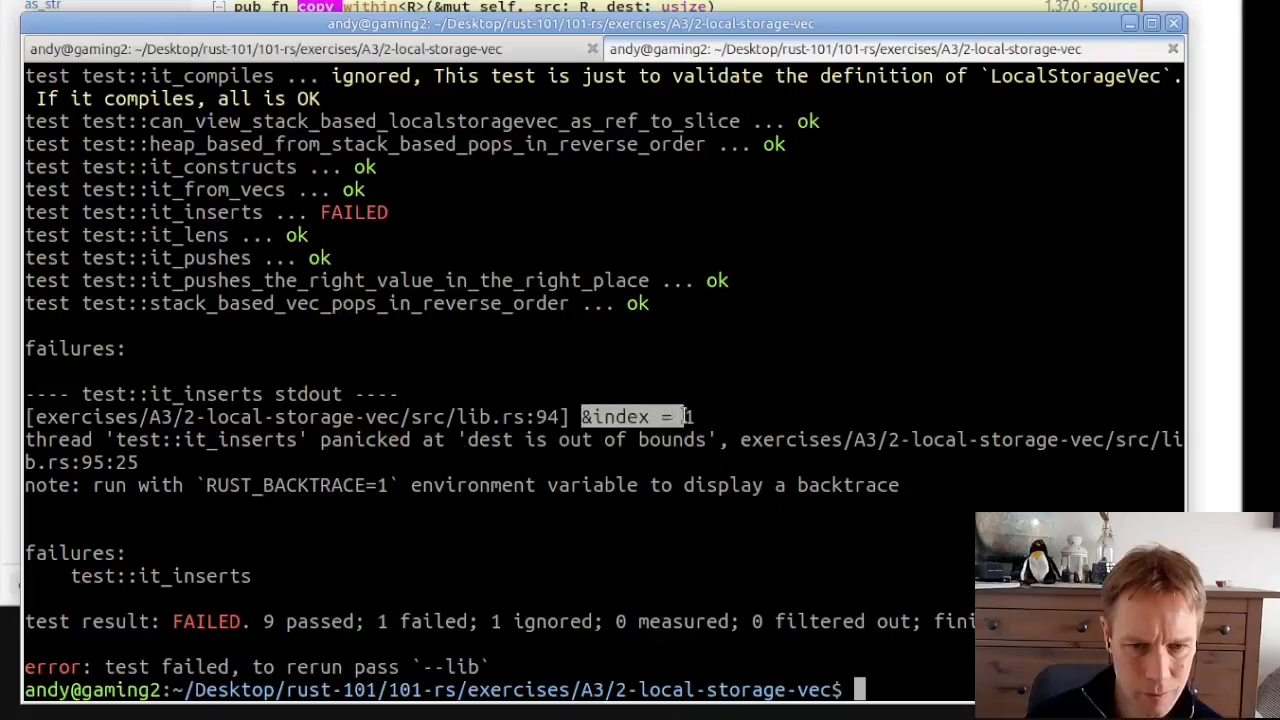 as_str
[−] pub fn copy_within<R>(&mut self, src: R, dest: usize)
1.37.0 · source
andy@gaming2: ~/Desktop/rust-101/101-rs/exercises/A3/2-local-storage-vec
andy@gaming2: ~/Desktop/rust-101/101-rs/exercises/A3/2-local-storage-vec
andy@gaming2: ~/Desktop/rust-101/101-rs/exercises/A3/2-local-storage-vec
test test::it_compiles ... ignored, This test is just to validate the definition of `LocalStorageVec`.
If it compiles, all is OK
test test::can_view_stack_based_localstoragevec_as_ref_to_slice ... ok
test test::heap_based_from_stack_based_pops_in_reverse_order ... ok
test test::it_constructs ... ok
test test::it_from_vecs ... ok
test test::it_inserts ... FAILED
test test::it_lens ... ok
test test::it_pushes ... ok
test test::it_pushes_the_right_value_in_the_right_place ... ok
test test::stack_based_vec_pops_in_reverse_order ... ok
failures:
---- test::it_inserts stdout ----
[exercises/A3/2-local-storage-vec/src/lib.rs:94] &index = 1
thread 'test::it_inserts' panicked at 'dest is out of bounds', exercises/A3/2-local-storage-vec/src/li
b.rs:95:25
note: run with `RUST_BACKTRACE=1` environment variable to display a backtrace
failures:
test::it_inserts
test result: FAILED. 9 passed; 1 failed; 1 ignored; 0 measured; 0 filtered out; fini
error: test failed, to rerun pass `--lib`
andy@gaming2:~/Desktop/rust-101/101-rs/exercises/A3/2-local-storage-vec$